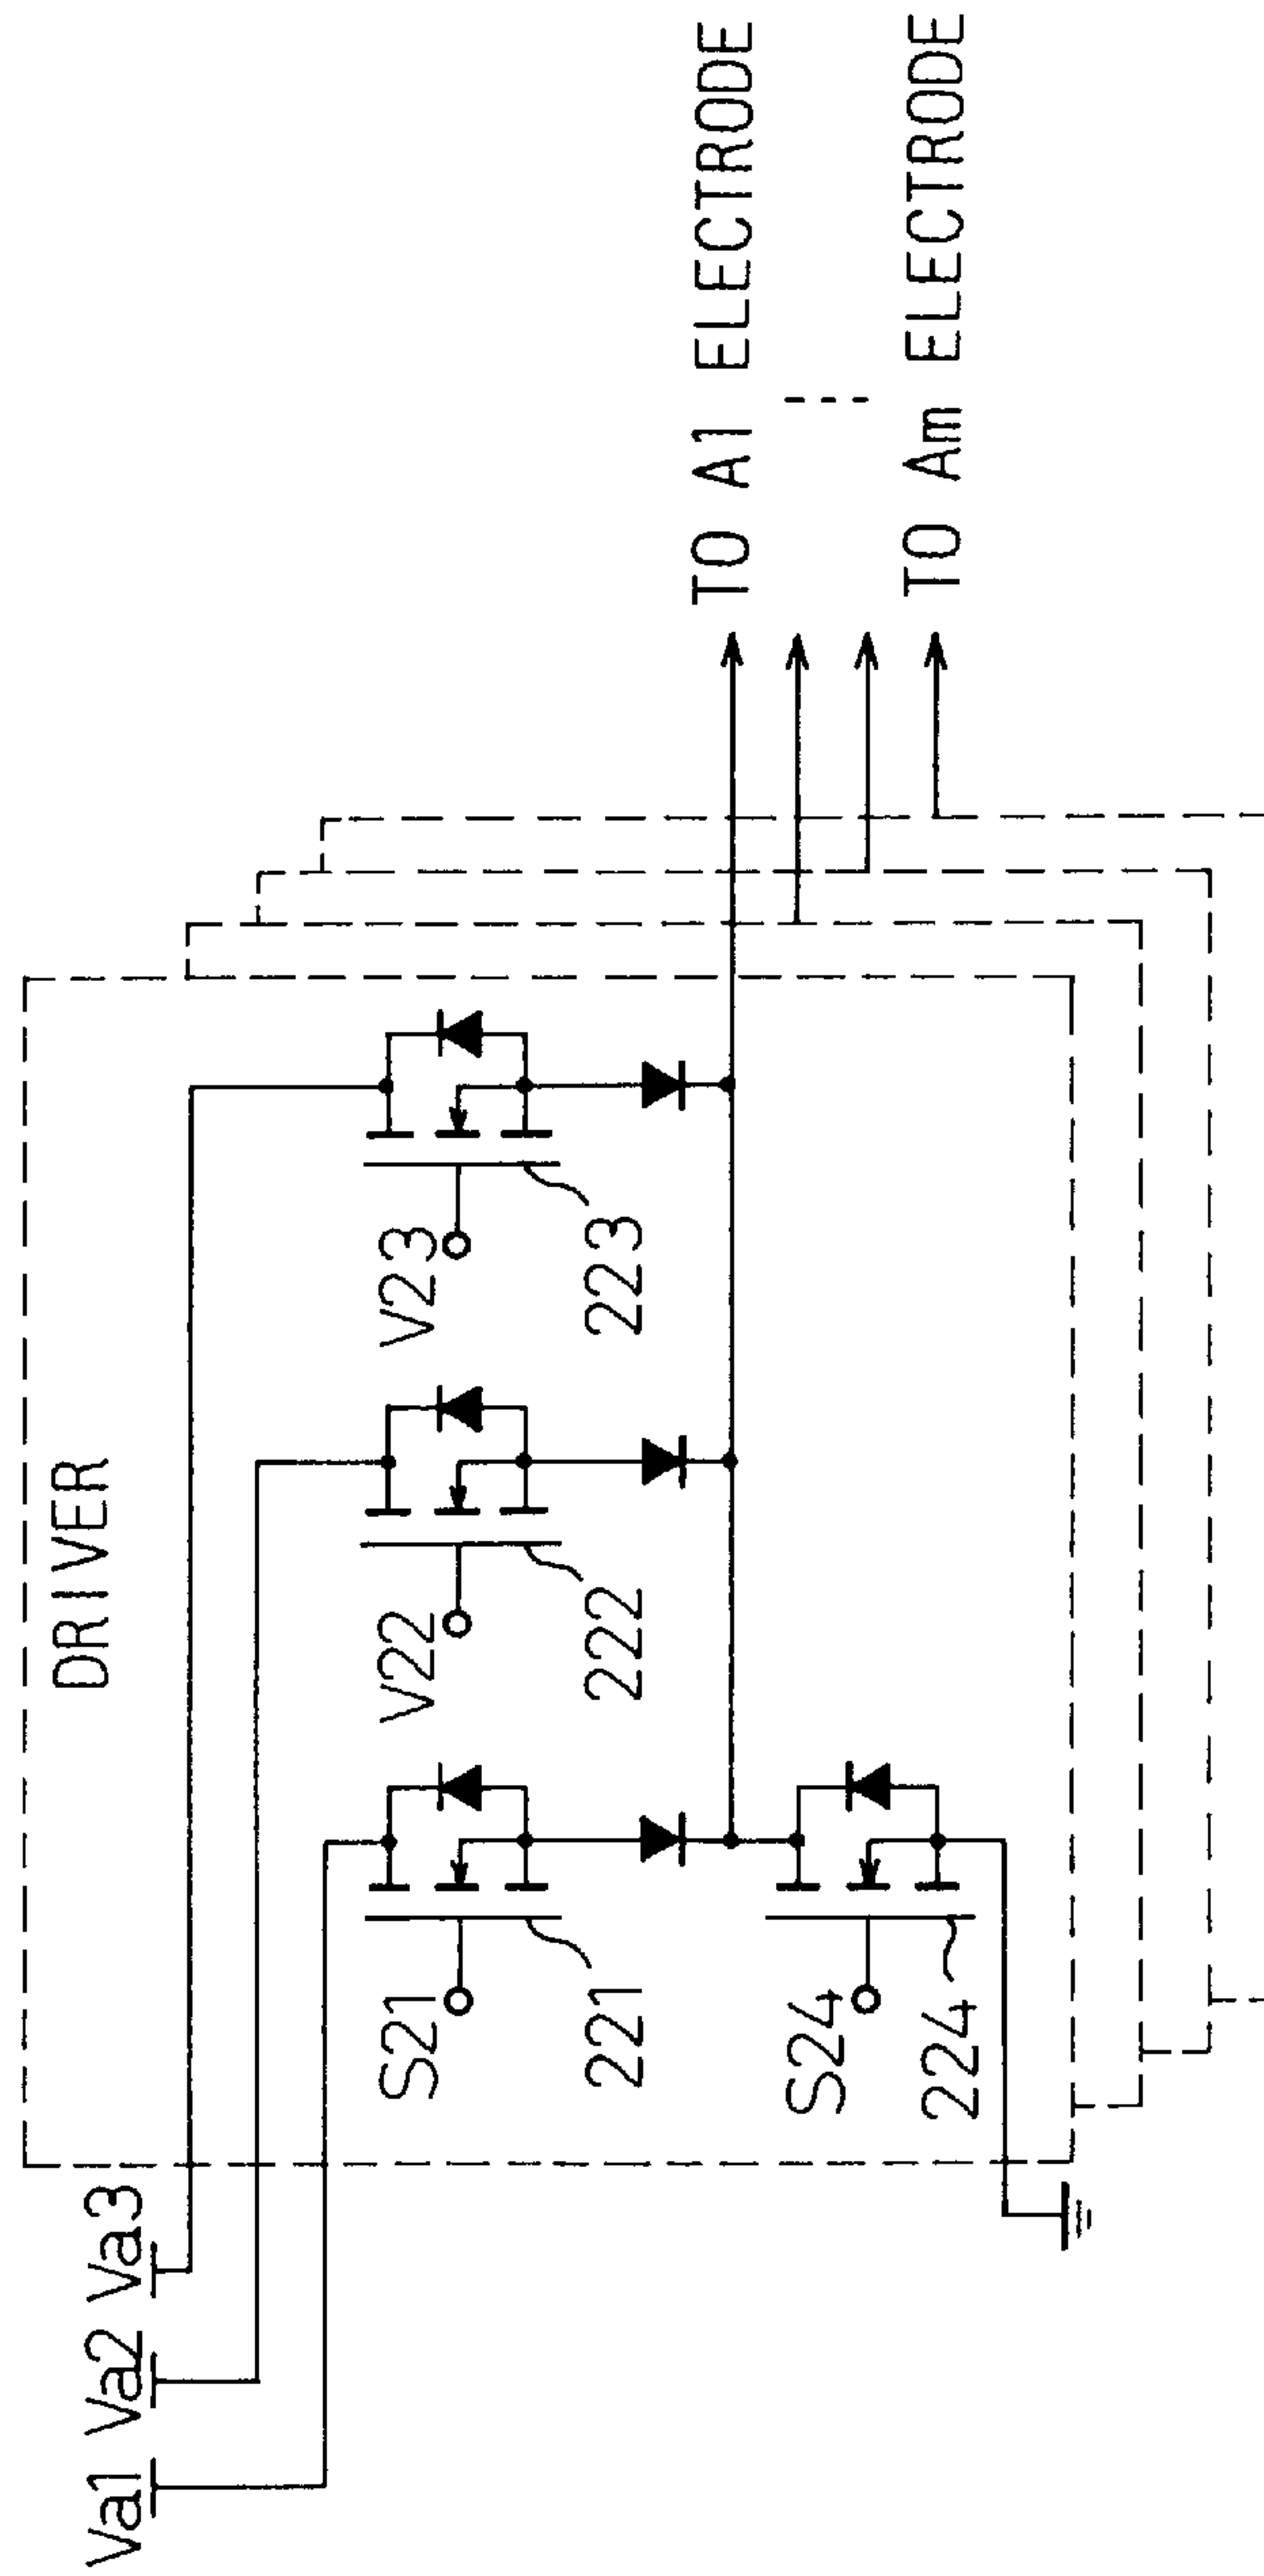 Va1 Va2 Va3
DRIVER
S21
V22
V23
221
222
223
S24
224
TO A1 ELECTRODE
TO Am ELECTRODE